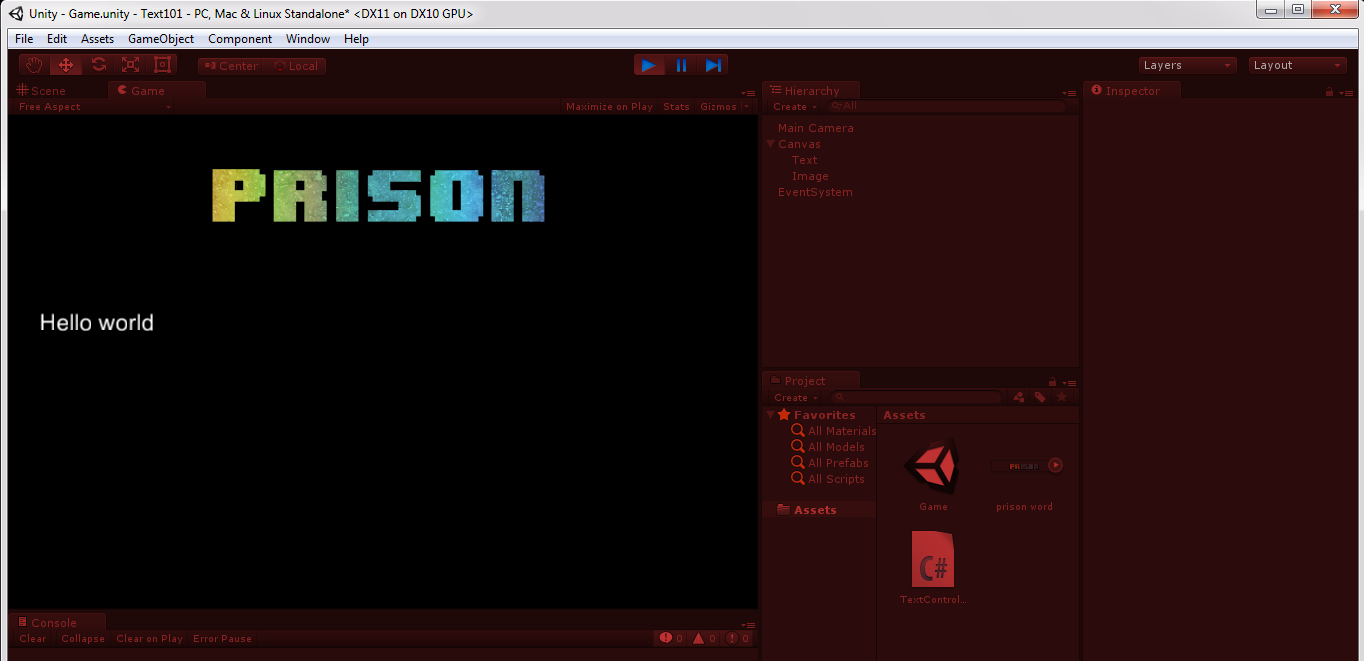 Unity - Game.unity - Text101 - PC, Mac & Linux Standalone* <DX11 on DX10 GPU>
File Edit Assets GameObject Component Window Help
Center Local Layers Layout
Scene Game
Free Aspect Maximize on Play Stats Gizmos
PRISON
Hello world
Console
Clear Collapse Clear on Play Error Pause 0 0 0
Hierarchy
Create All
Main Camera
Canvas
Text
Image
EventSystem
Project
Create
Favorites
All Materials
All Models
All Prefabs
All Scripts
Assets
Assets
Game
PRISON
prison word
C#
TextControl...
Inspector